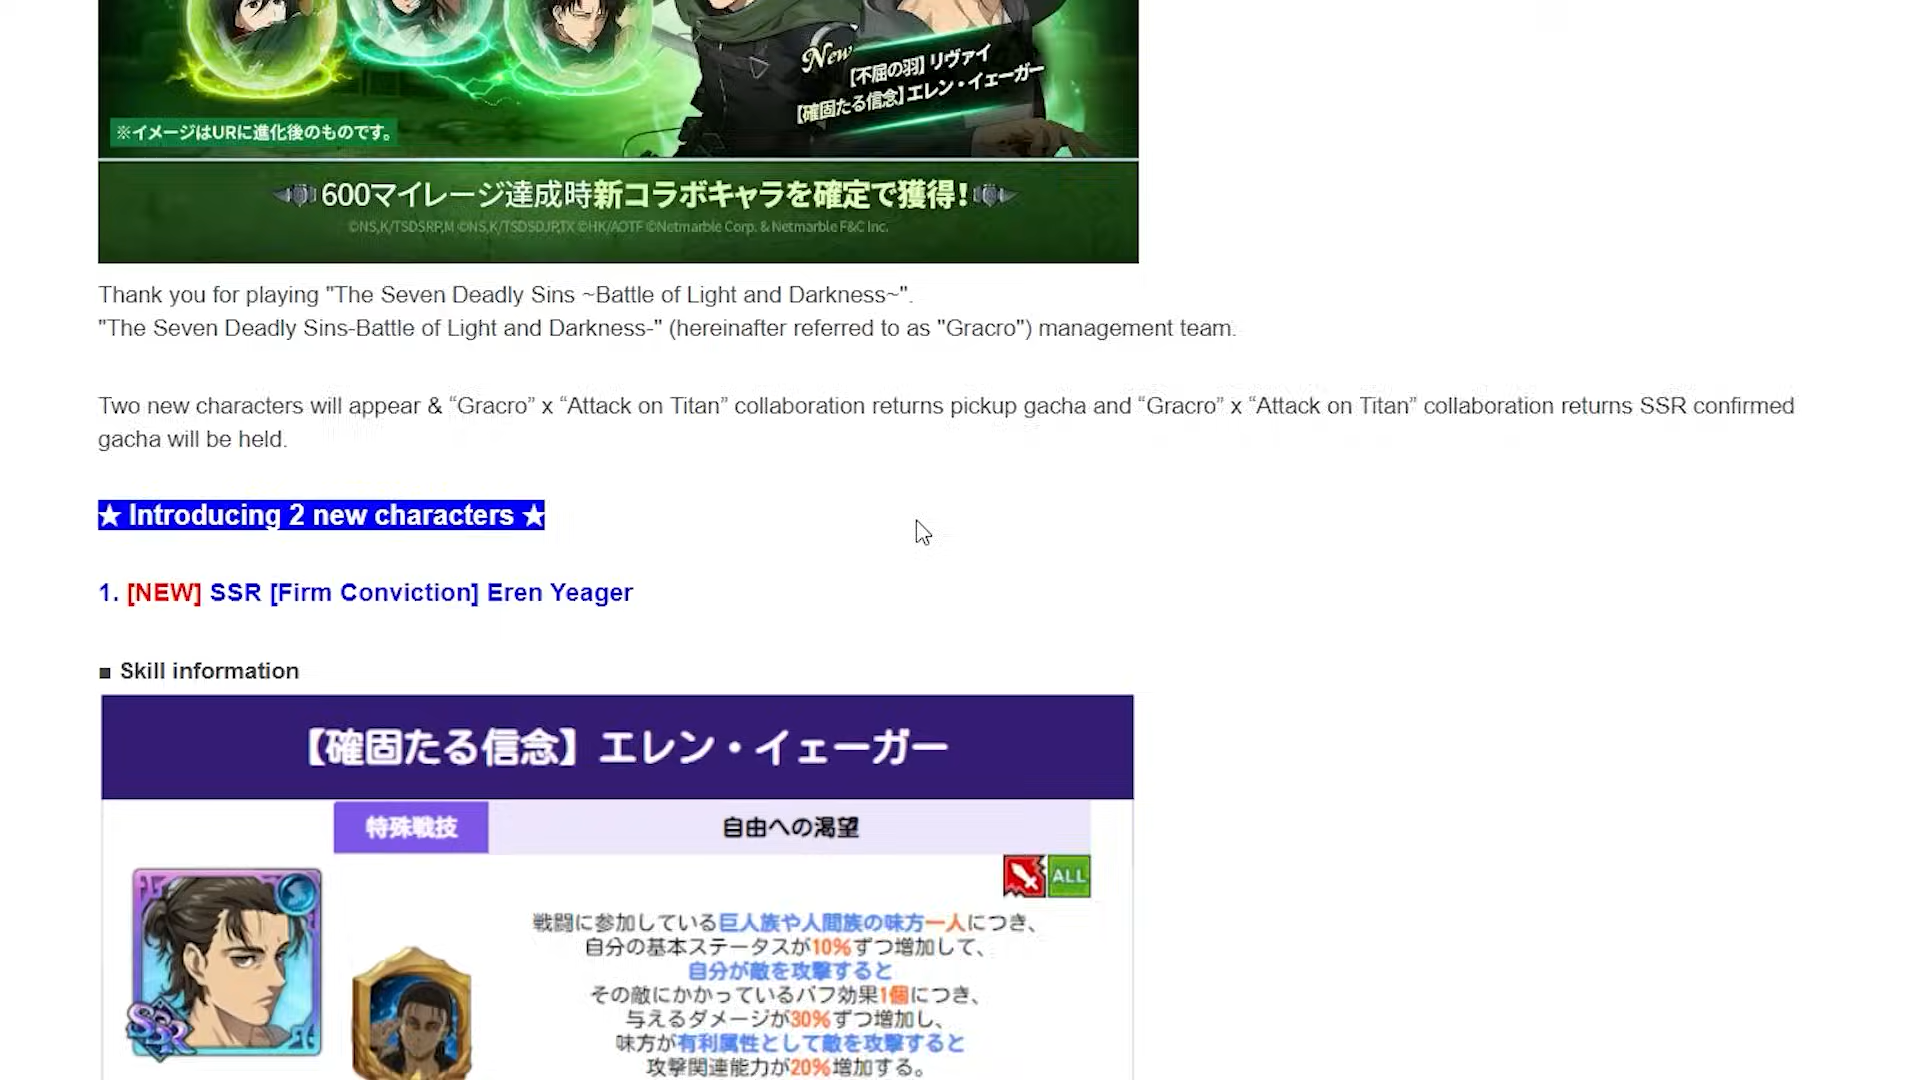 New
【不屈の羽】リヴァイ
【確固たる信念】エレン・イェーガー
※イメージはURに進化後のものです。
600マイレージ達成時新コラボキャラを確定で獲得!
©NS,K/TSDSRP,M ©NS,K/TSDSDJP,TX ©HK/AOTF ©Netmarble Corp. & Netmarble F&C Inc.
Thank you for playing "The Seven Deadly Sins ~Battle of Light and Darkness~".
"The Seven Deadly Sins-Battle of Light and Darkness-" (hereinafter referred to as "Gracro") management team.
Two new characters will appear & “Gracro” x “Attack on Titan” collaboration returns pickup gacha and “Gracro” x “Attack on Titan” collaboration returns SSR confirmed
gacha will be held.
★ Introducing 2 new characters ★
1. [NEW] SSR [Firm Conviction] Eren Yeager
■ Skill information
【確固たる信念】エレン・イェーガー
特殊戦技
自由への渇望
ALL
戦闘に参加している巨人族や人間族の味方一人につき、
自分の基本ステータスが10%ずつ増加して、
自分が敵を攻撃すると
その敵にかかっているバフ効果1個につき、
与えるダメージが30%ずつ増加し、
味方が有利属性として敵を攻撃すると
攻撃関連能力が20%増加する。
SSR